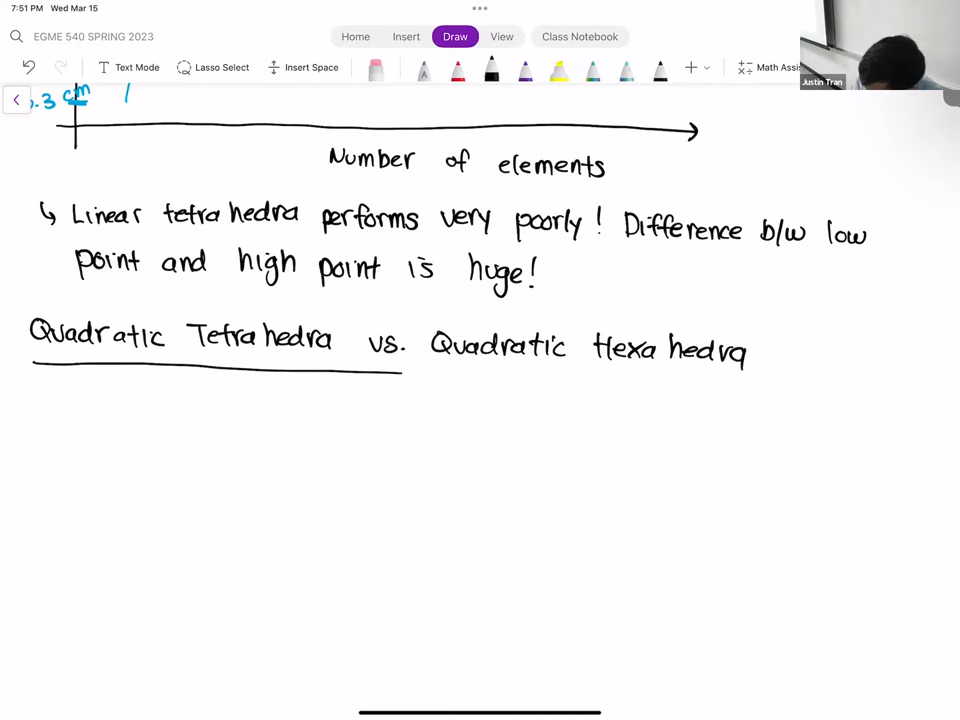 7:51 PM Wed Mar 15
EGME 540 SPRING 2023
Home Insert Draw View Class Notebook
Text Mode Lasso Select Insert Space A Math Assis
Justin Tran
.3 cm
Number of elements
↳ Linear tetrahedra performs very poorly! Difference b/w low
point and high point is huge!
Quadratic Tetrahedra vs. Quadratic Hexahedra